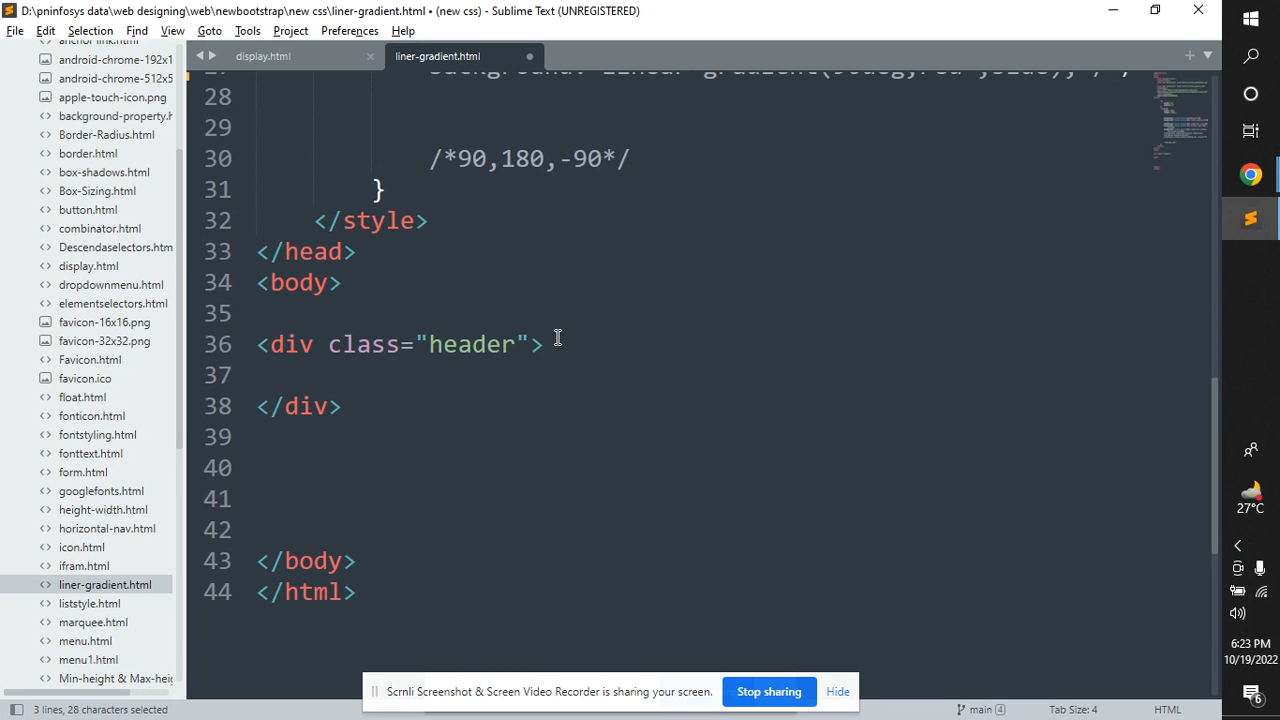 D:\pninfosys data\web designing\web\newbootstrap\new css\liner-gradient.html • (new css) - Sublime Text (UNREGISTERED)
File Edit Selection Find View Goto Tools Project Preferences Help
display.html
liner-gradient.html
anchor link.html
android-chrome-192x1
android-chrome-512x5
apple-touch-icon.png
background-property.h
Border-Radius.html
border.html
box-shadows.html
Box-Sizing.html
button.html
combinator.html
Descendaselectors.htm
display.html
dropdownmenu.html
elementselectors.html
favicon-16x16.png
favicon-32x32.png
Favicon.html
favicon.ico
float.html
fonticon.html
fontstyling.html
fonttext.html
form.html
googlefonts.html
height-width.html
horizontal-nav.html
icon.html
ifram.html
liner-gradient.html
liststyle.html
marquee.html
menu.html
menu1.html
Min-height & Max-hei
28
29
30 /*90,180,-90*/
31 }
32 </style>
33 </head>
34 <body>
35
36 <div class="header">
37
38 </div>
39
40
41
42
43 </body>
44 </html>
Scrnli Screenshot & Screen Video Recorder is sharing your screen. Stop sharing Hide
3 lines, 28 characters selected
main 4
Tab Size: 4
HTML
27°C
6:23 PM
10/19/2022
6